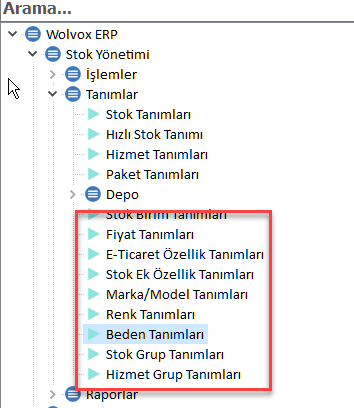 Arama...
Wolvox ERP
Stok Yönetimi
İşlemler
Tanımlar
Stok Tanımları
Hızlı Stok Tanımı
Hizmet Tanımları
Paket Tanımları
Depo
Stok Birim Tanımları
Fiyat Tanımları
E-Ticaret Özellik Tanımları
Stok Ek Özellik Tanımları
Marka/Model Tanımları
Renk Tanımları
Beden Tanımları
Stok Grup Tanımları
Hizmet Grup Tanımları
Raporlar